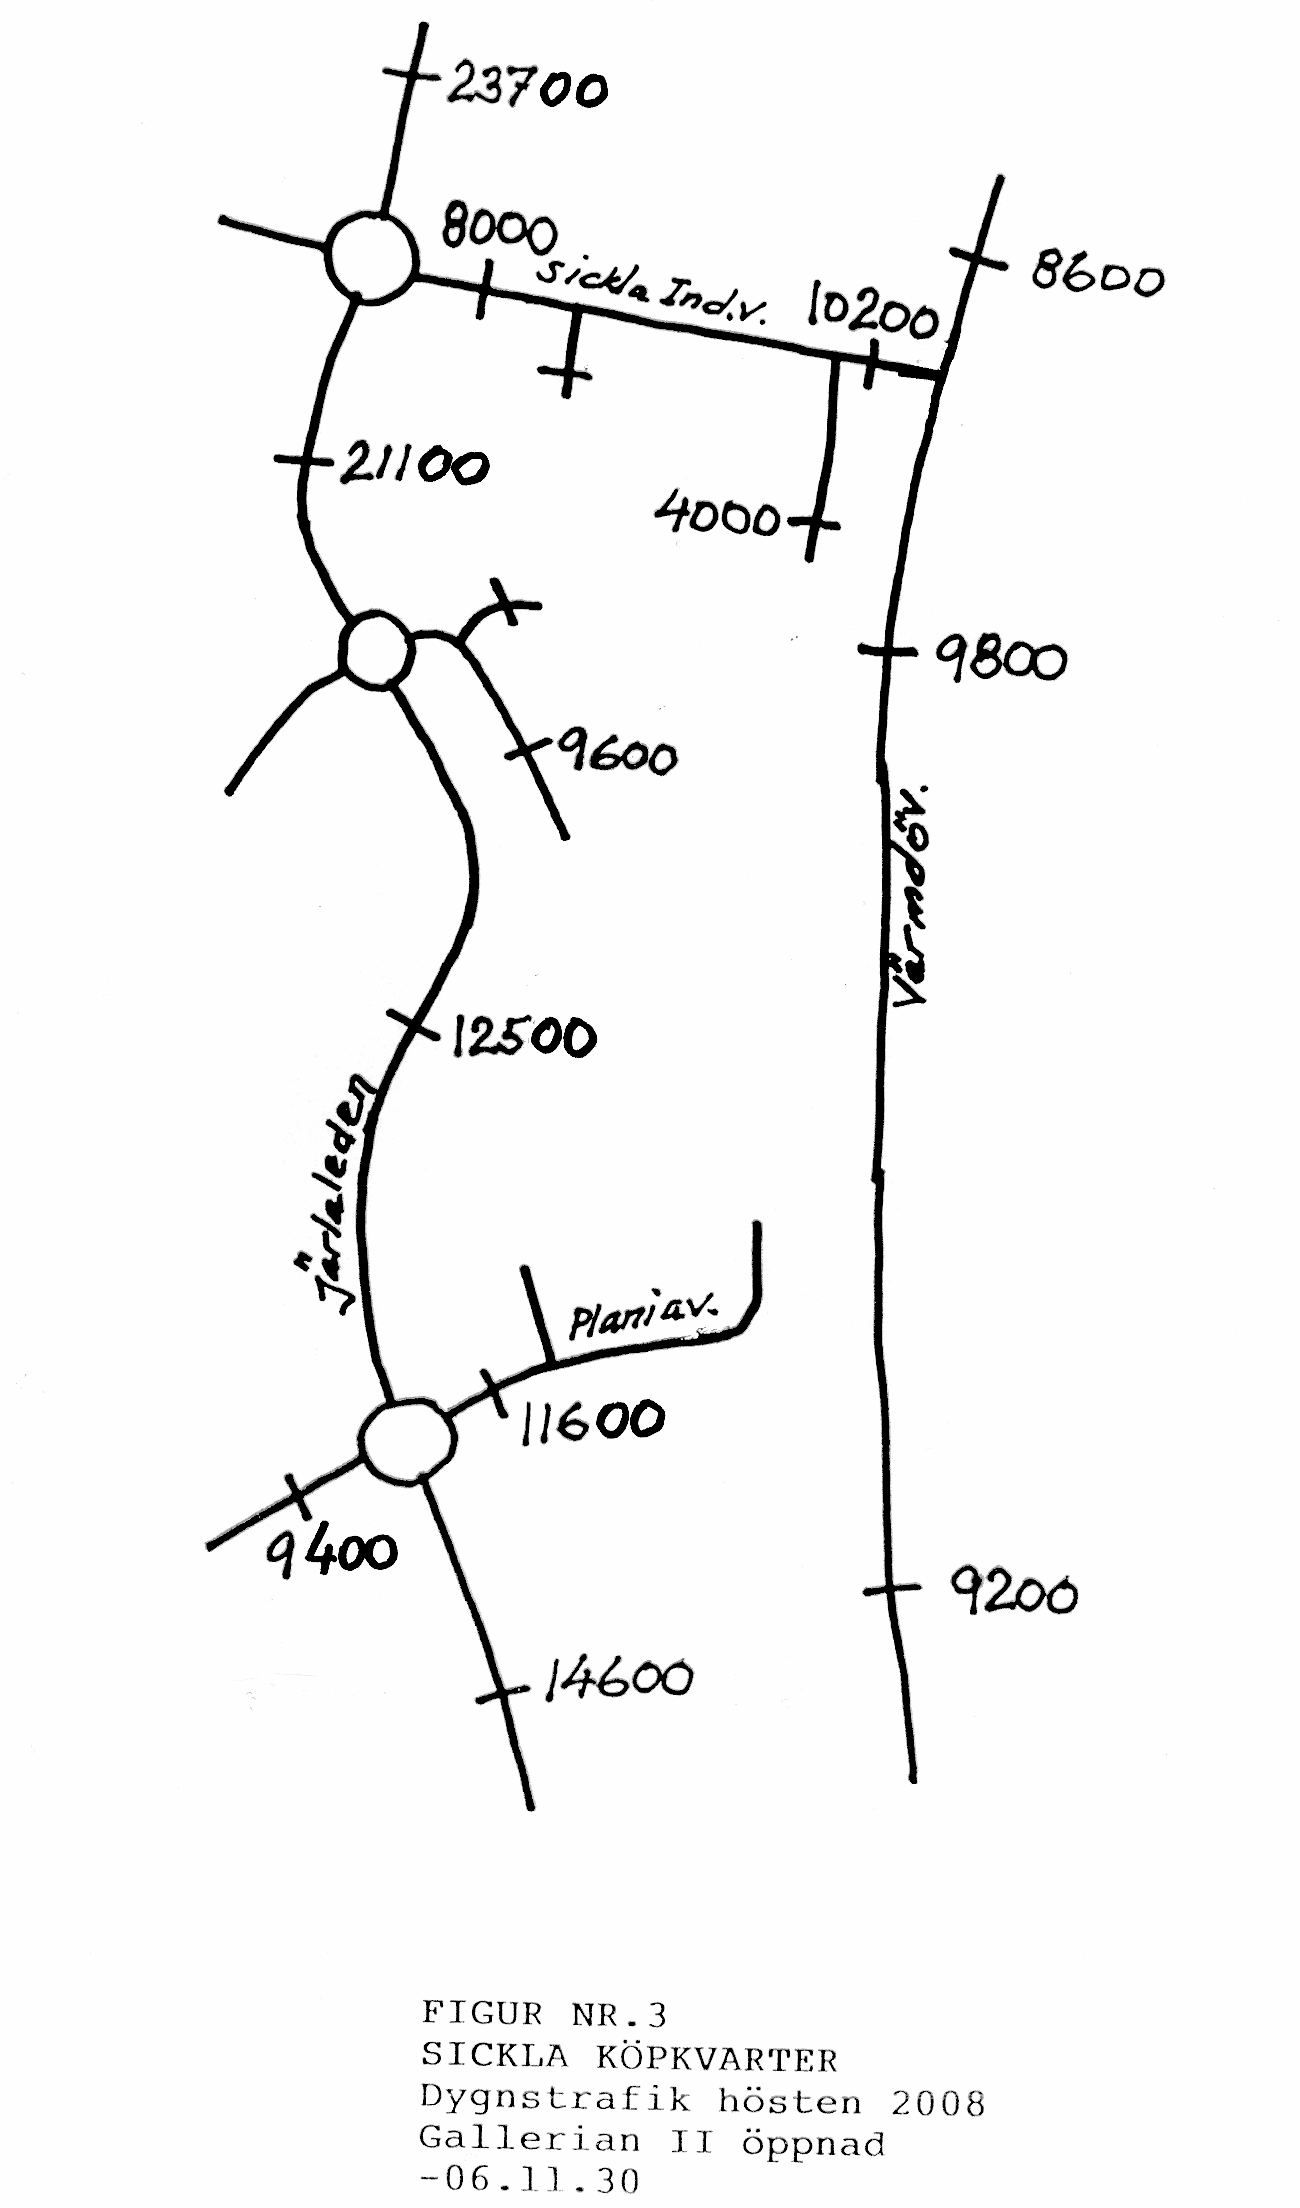 23700
8000
Sickla Ind.v.
10200
8600
21100
4000
9800
9600
Värmdöv.
12500
Järlaleden
Planiav.
11600
9400
9200
14600
FIGUR NR.3
SICKLA KÖPKVARTER
Dygnstrafik hösten 2008
Gallerian II öppnad
-06.11.30